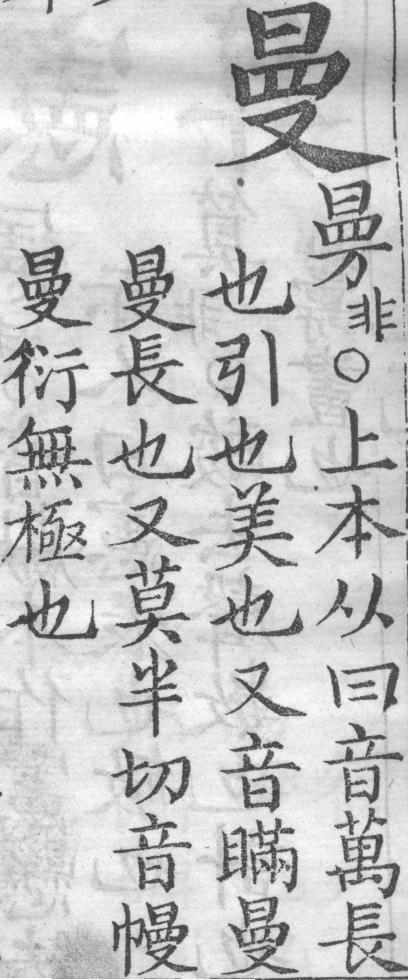 曼
𣆀非○上本从曰音萬長
也引也美也又音瞞曼
曼長也又莫半切音幔
曼衍無極也